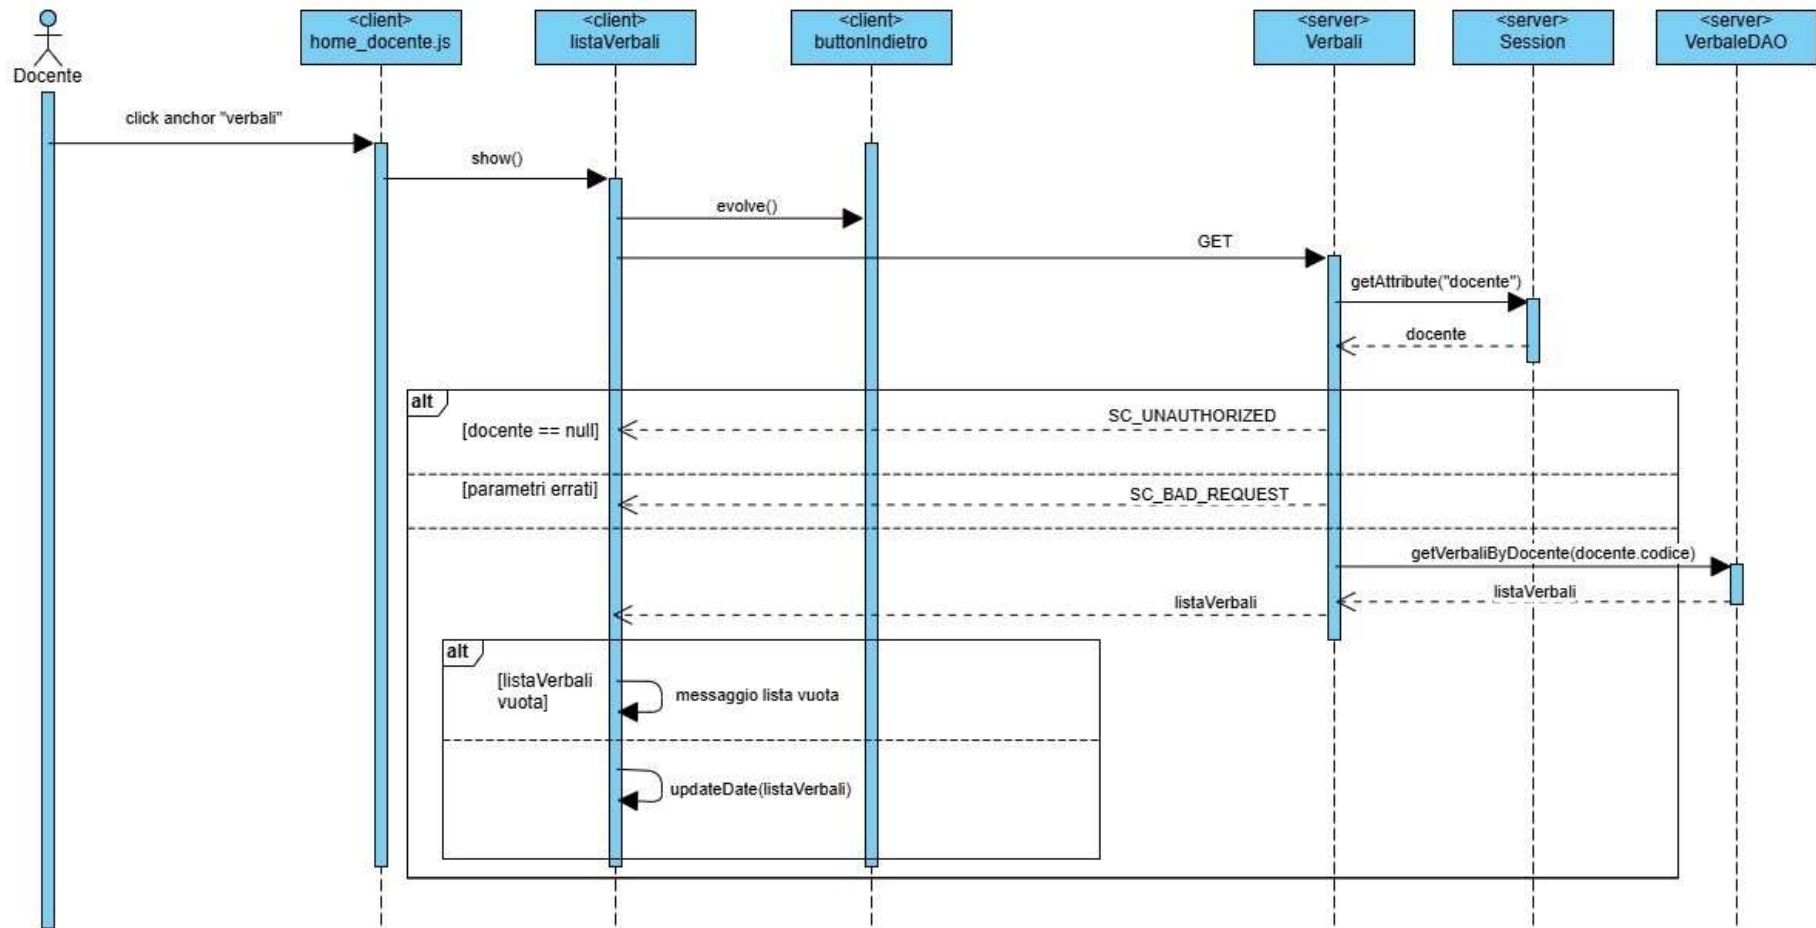 <client>
home_docente.js
<client>
listaVerbali
<client>
buttonIndietro
<server>
Verbali
<server>
Session
<server>
VerbaleDAO
Docente
click anchor "verbali"
show()
evolve()
GET
getAttribute("docente")
docente
alt
[docente == null]
SC_UNAUTHORIZED
[parametri errati]
SC_BAD_REQUEST
getVerbaliByDocente(docente.codice)
listaVerbali
listaVerbali
alt
[listaVerbali
vuota]
messaggio lista vuota
updateDate(listaVerbali)